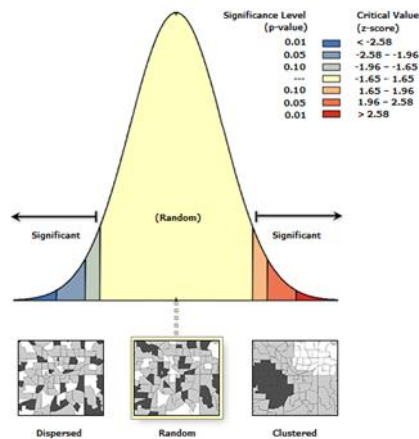 Significance Level Critical Value
(p-value) (z-score)
0.01 < -2.58
0.05 -2.58 – -1.96
0.10 -1.96 – -1.65
--- -1.65 – 1.65
0.10 1.65 – 1.96
0.05 1.96 – 2.58
0.01 > 2.58
(Random)
Significant Significant
Dispersed Random Clustered